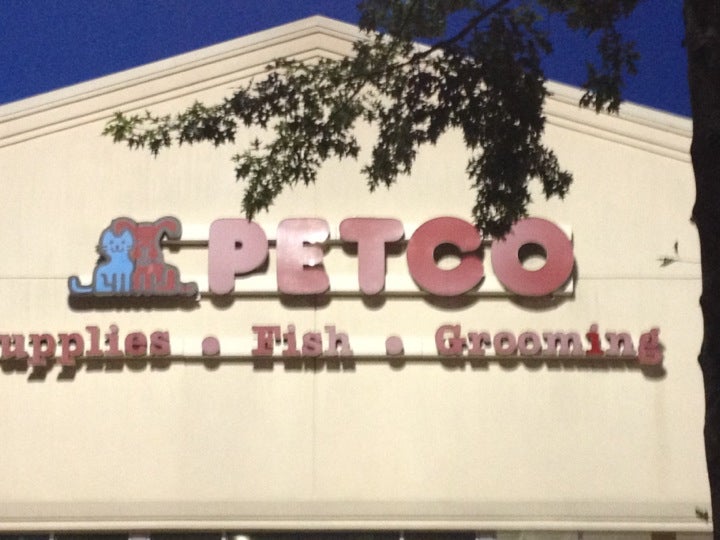 PETCO
upplies • Fish • Grooming